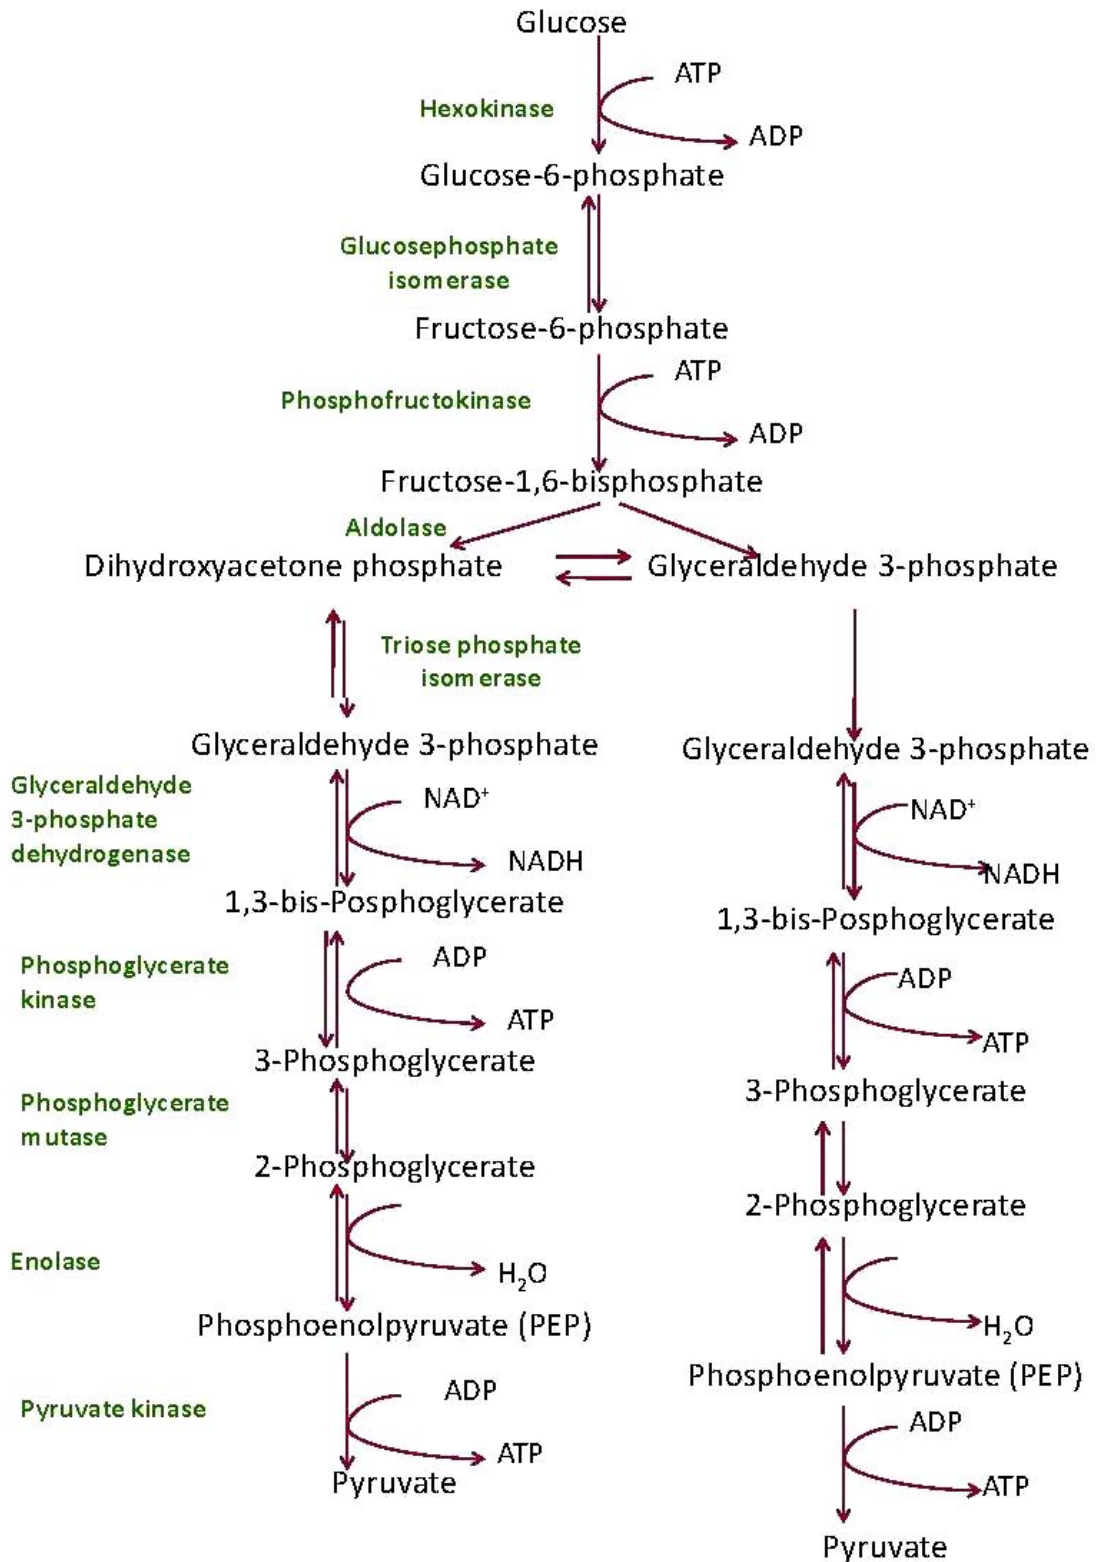 Glucose
ATP
Hexokinase
ADP
Glucose-6-phosphate
Glucosephosphate
isomerase
Fructose-6-phosphate
ATP
Phosphofructokinase
ADP
Fructose-1,6-bisphosphate
Aldolase
Dihydroxyacetone phosphate
Glyceraldehyde 3-phosphate
Triose phosphate
isomerase
Glyceraldehyde 3-phosphate
Glyceraldehyde
3-phosphate
dehydrogenase
NAD⁺
NADH
1,3-bis-Posphoglycerate
Phosphoglycerate
kinase
ADP
ATP
3-Phosphoglycerate
Phosphoglycerate
mutase
2-Phosphoglycerate
Enolase
H₂O
Phosphoenolpyruvate (PEP)
Pyruvate kinase
ADP
ATP
Pyruvate
Glyceraldehyde 3-phosphate
NAD⁺
NADH
1,3-bis-Posphoglycerate
ADP
ATP
3-Phosphoglycerate
2-Phosphoglycerate
H₂O
Phosphoenolpyruvate (PEP)
ADP
ATP
Pyruvate